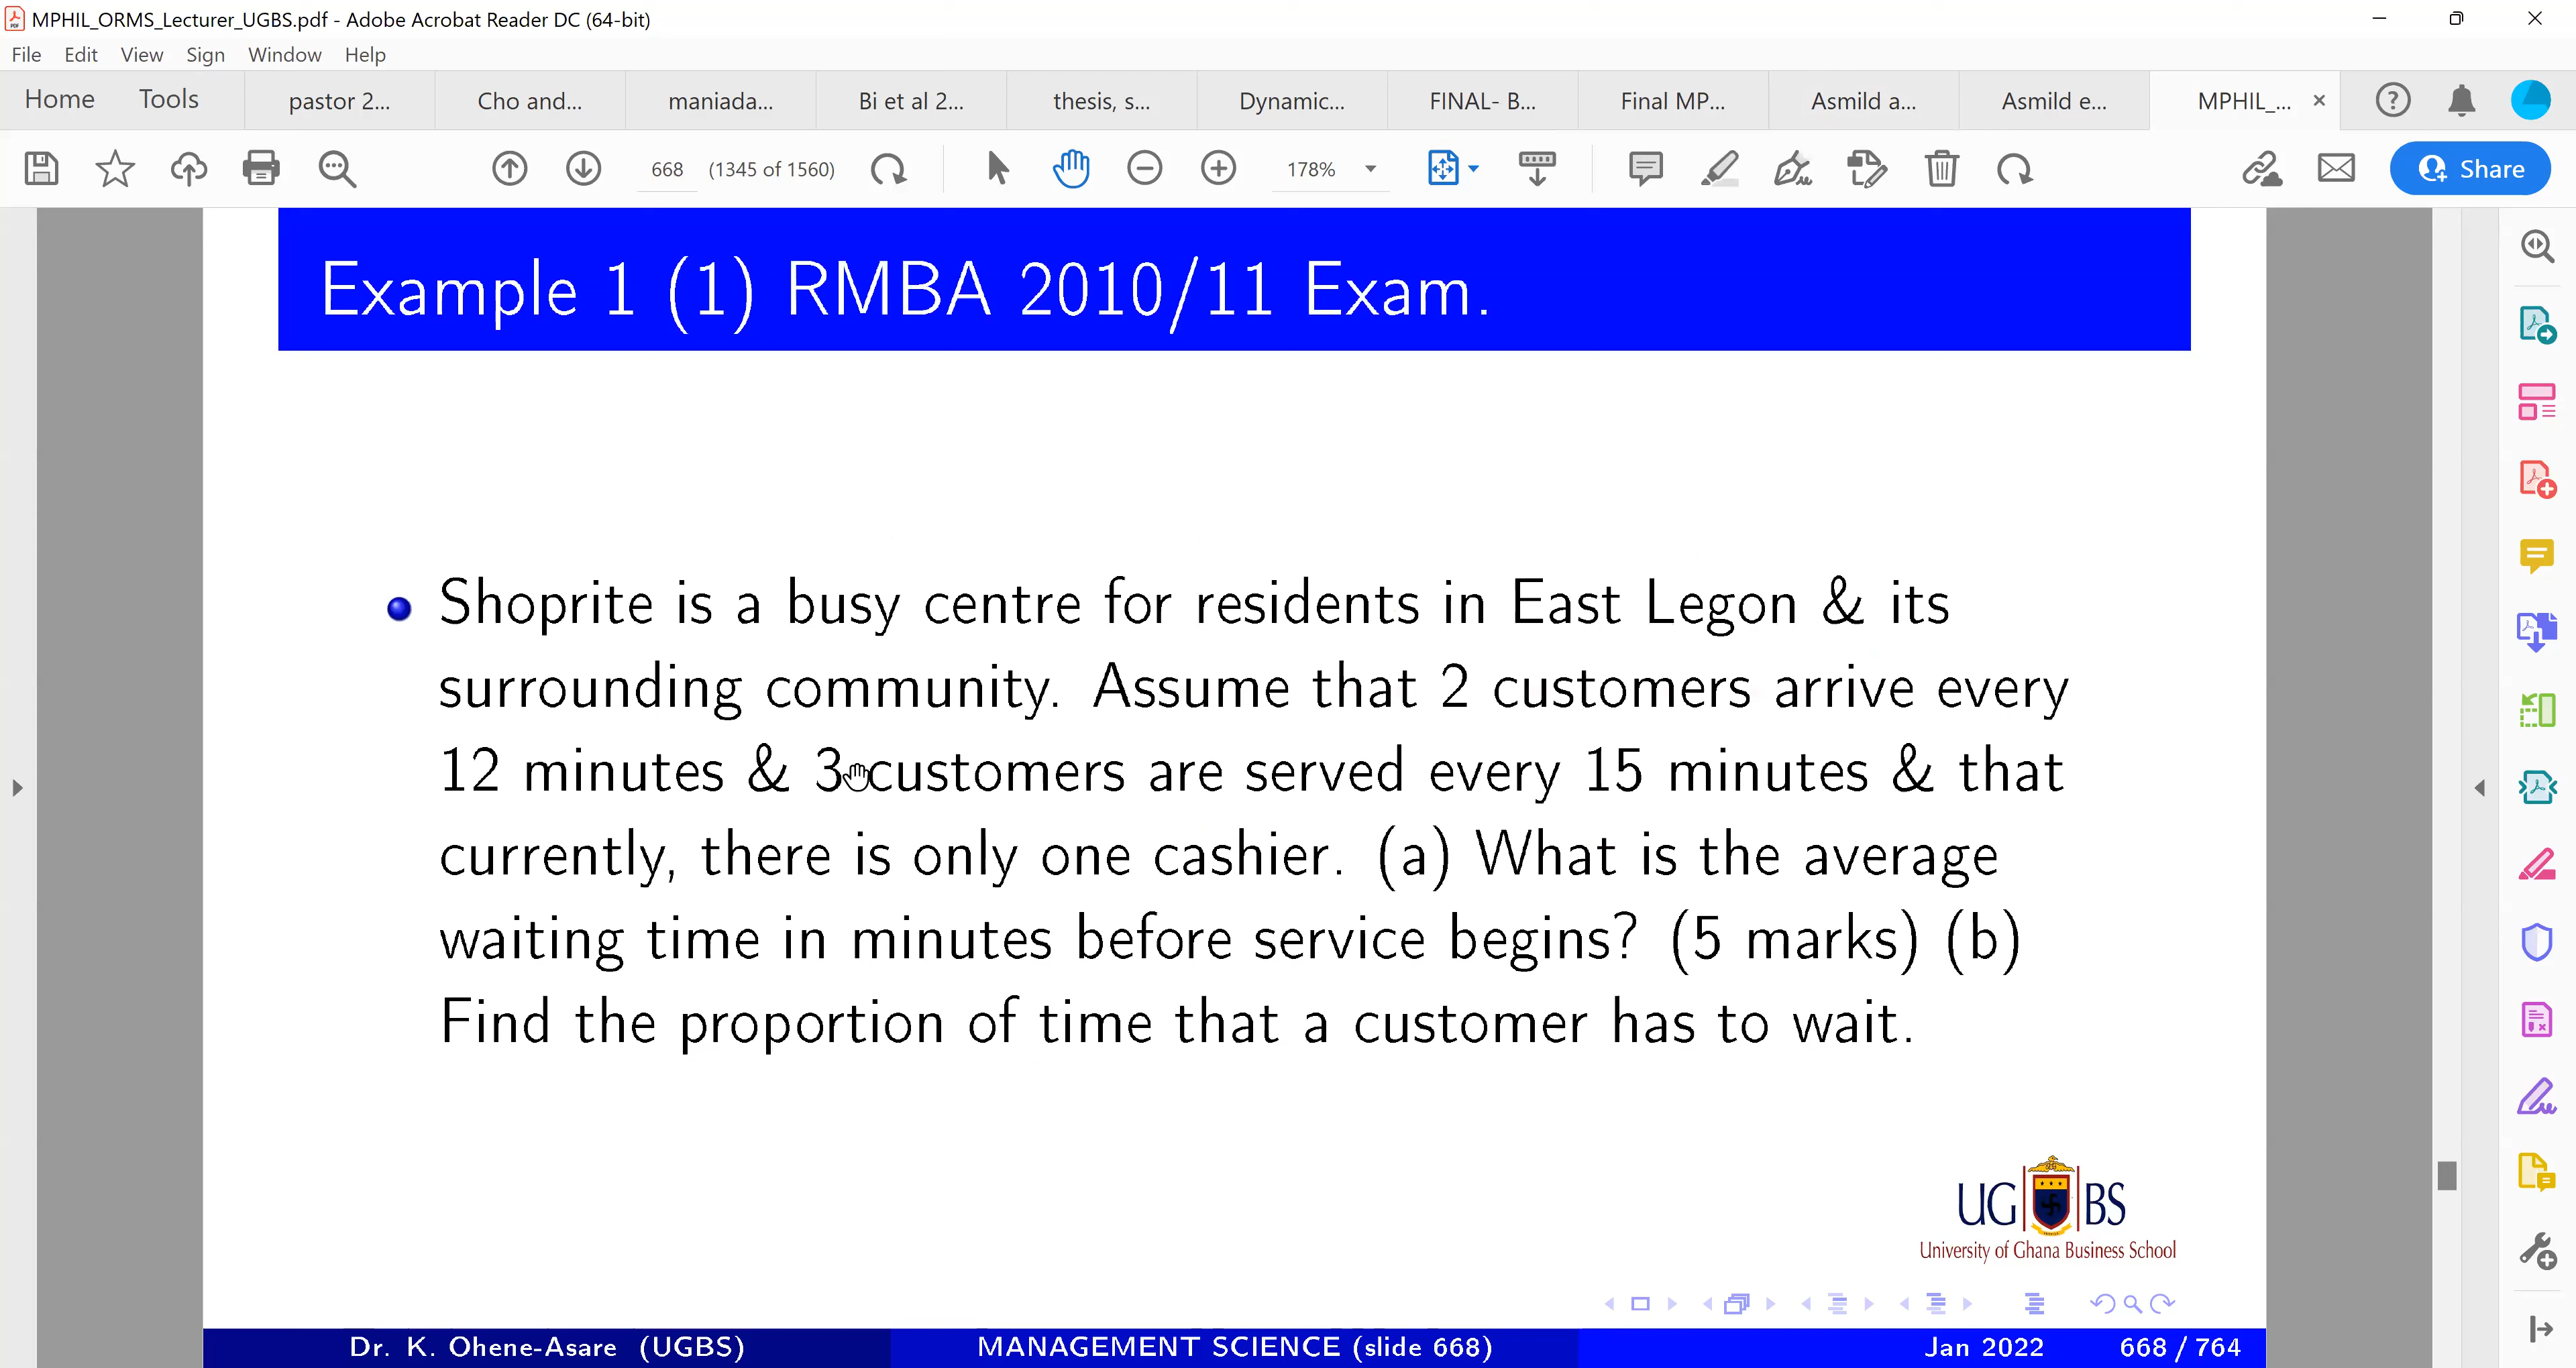 MPHIL_ORMS_Lecturer_UGBS.pdf - Adobe Acrobat Reader DC (64-bit)
File Edit View Sign Window Help
Home Tools pastor 2... Cho and... maniada... Bi et al 2... thesis, s... Dynamic... FINAL- B... Final MP... Asmild a... Asmild e... MPHIL_...
668 (1345 of 1560) 178% Share
Example 1 (1) RMBA 2010/11 Exam.
Shoprite is a busy centre for residents in East Legon & its
surrounding community. Assume that 2 customers arrive every
12 minutes & 3 customers are served every 15 minutes & that
currently, there is only one cashier. (a) What is the average
waiting time in minutes before service begins? (5 marks) (b)
Find the proportion of time that a customer has to wait.
UG BS
University of Ghana Business School
Dr. K. Ohene-Asare (UGBS) MANAGEMENT SCIENCE (slide 668) Jan 2022 668 / 764